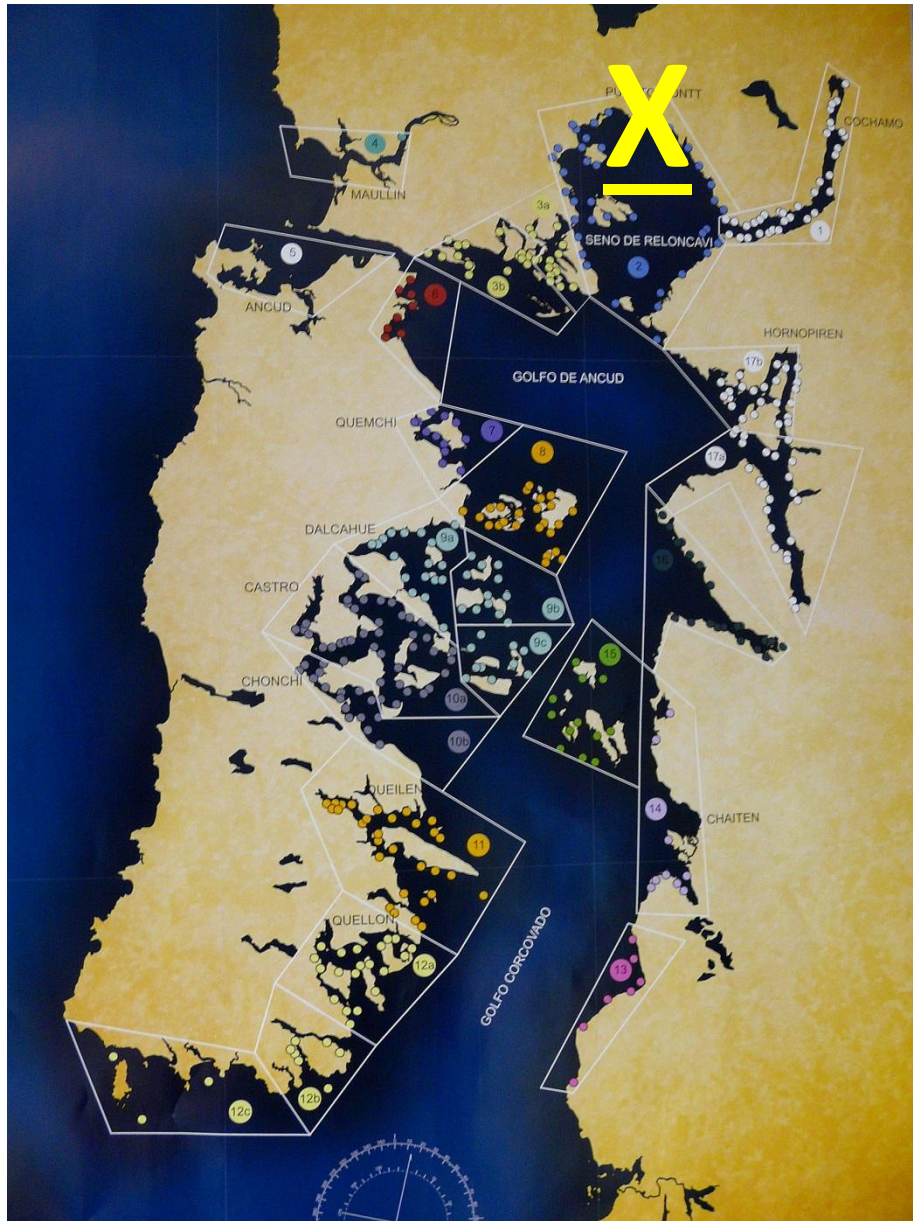 X
COCHAMO
4
MAULLIN
3a
1
SENO DE RELONCAVI
5
2
3b
6
ANCUD
HORNOPIREN
17b
GOLFO DE ANCUD
QUEMCHI
7
8
17a
DALCAHUE
9a
16
CASTRO
9b
9c
15
CHONCHI
10a
10b
QUEILEN
14
CHAITEN
11
QUELLON
12a
GOLFO CORCOVADO
13
12b
12c